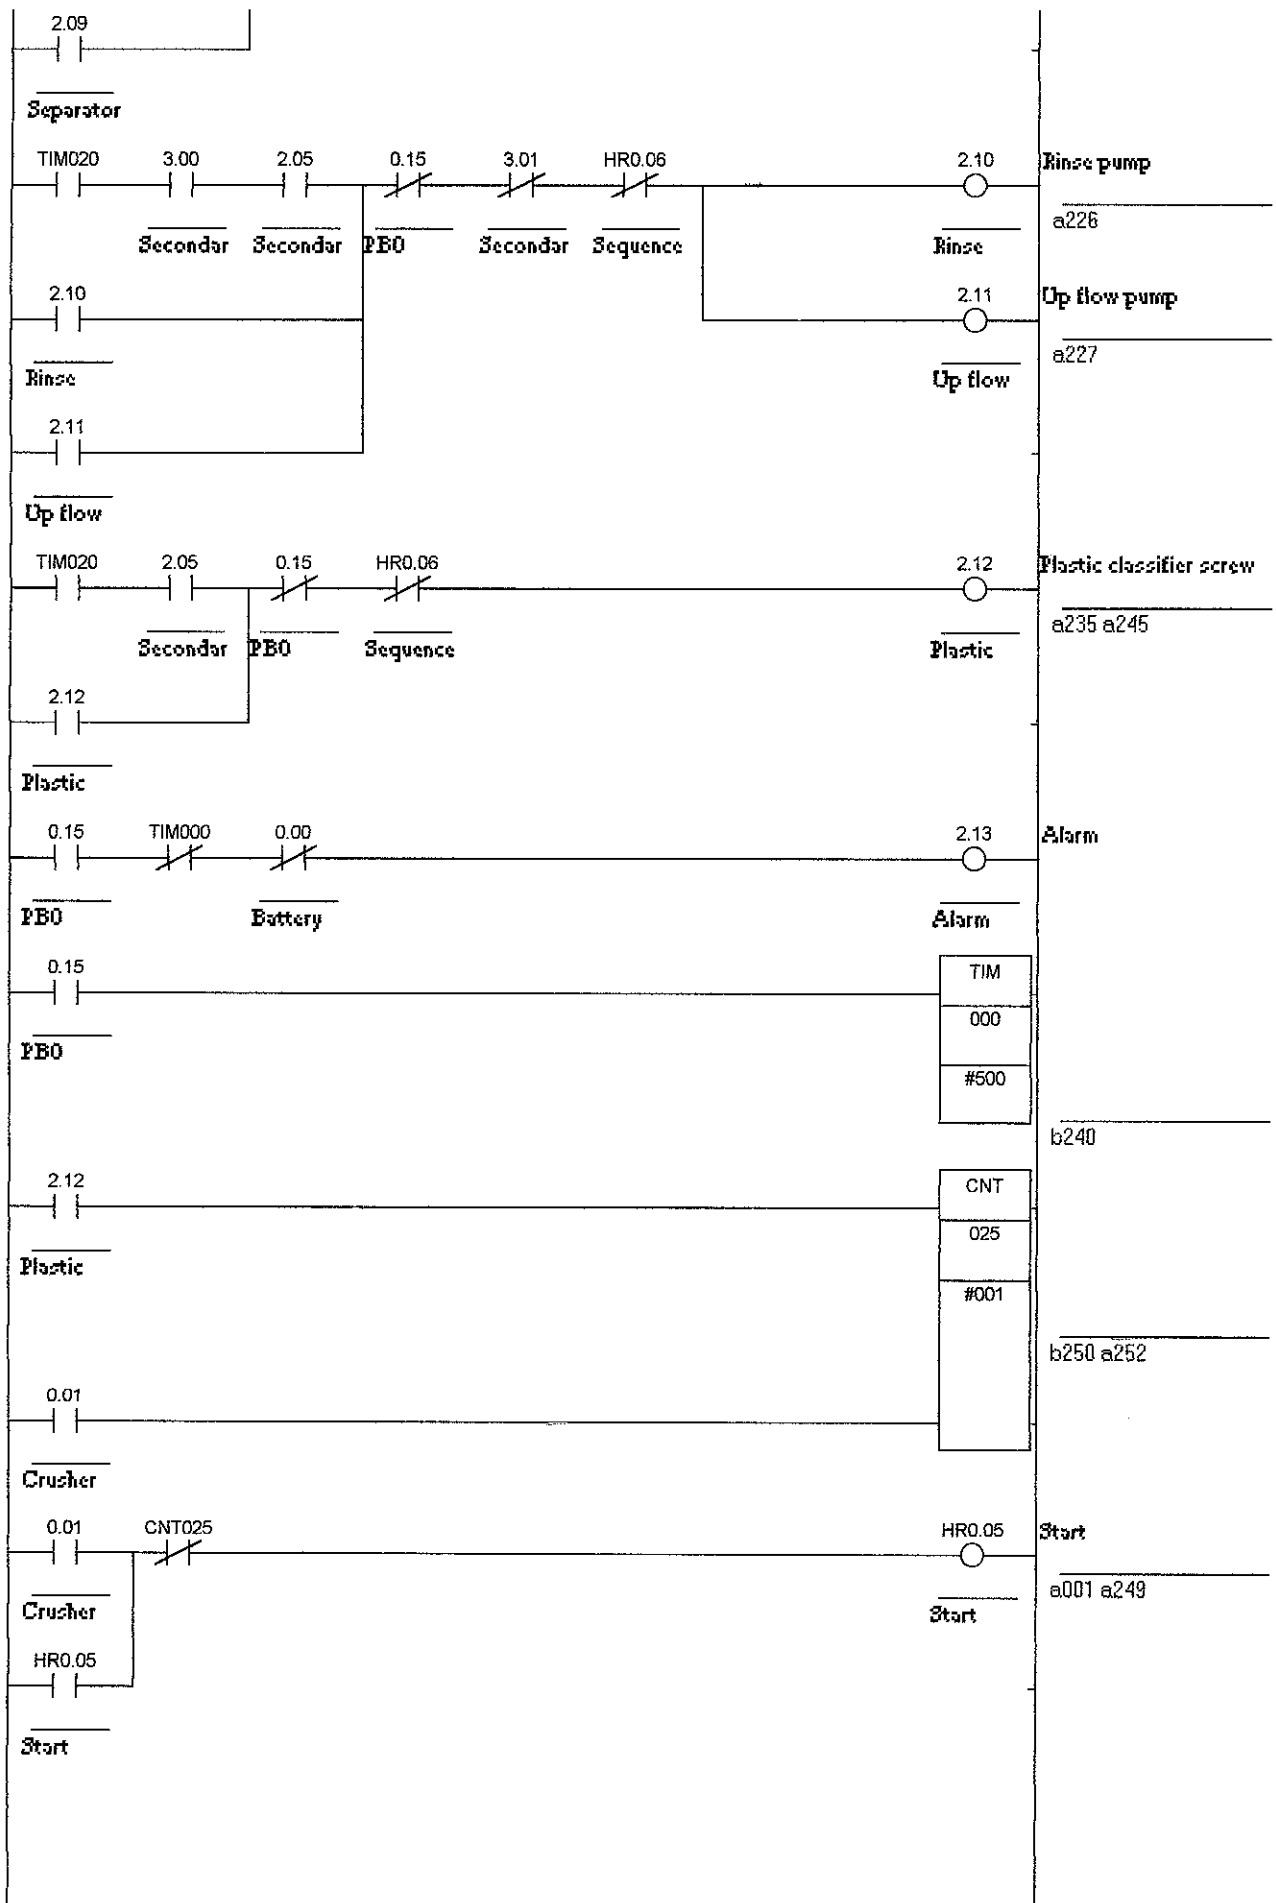 2.09
Separator
TIM020 3.00 2.05 0.15 3.01 HR0.06 2.10 Rinse pump
a226
Secondar Secondar PB0 Secondar Sequence Rinse
2.10 2.11 Up flow pump
a227
Rinse Up flow
2.11
Up flow
TIM020 2.05 0.15 HR0.06 2.12 Plastic classifier screw
a235 a245
Secondar PB0 Sequence Plastic
2.12
Plastic
0.15 TIM000 0.00 2.13 Alarm
PB0 Battery Alarm
0.15 TIM
000
PB0
#500
b240
2.12 CNT
025
Plastic
#001
b250 a252
0.01
Crusher
0.01 CNT025 HR0.05 Start
a001 a249
Crusher Start
HR0.05
Start